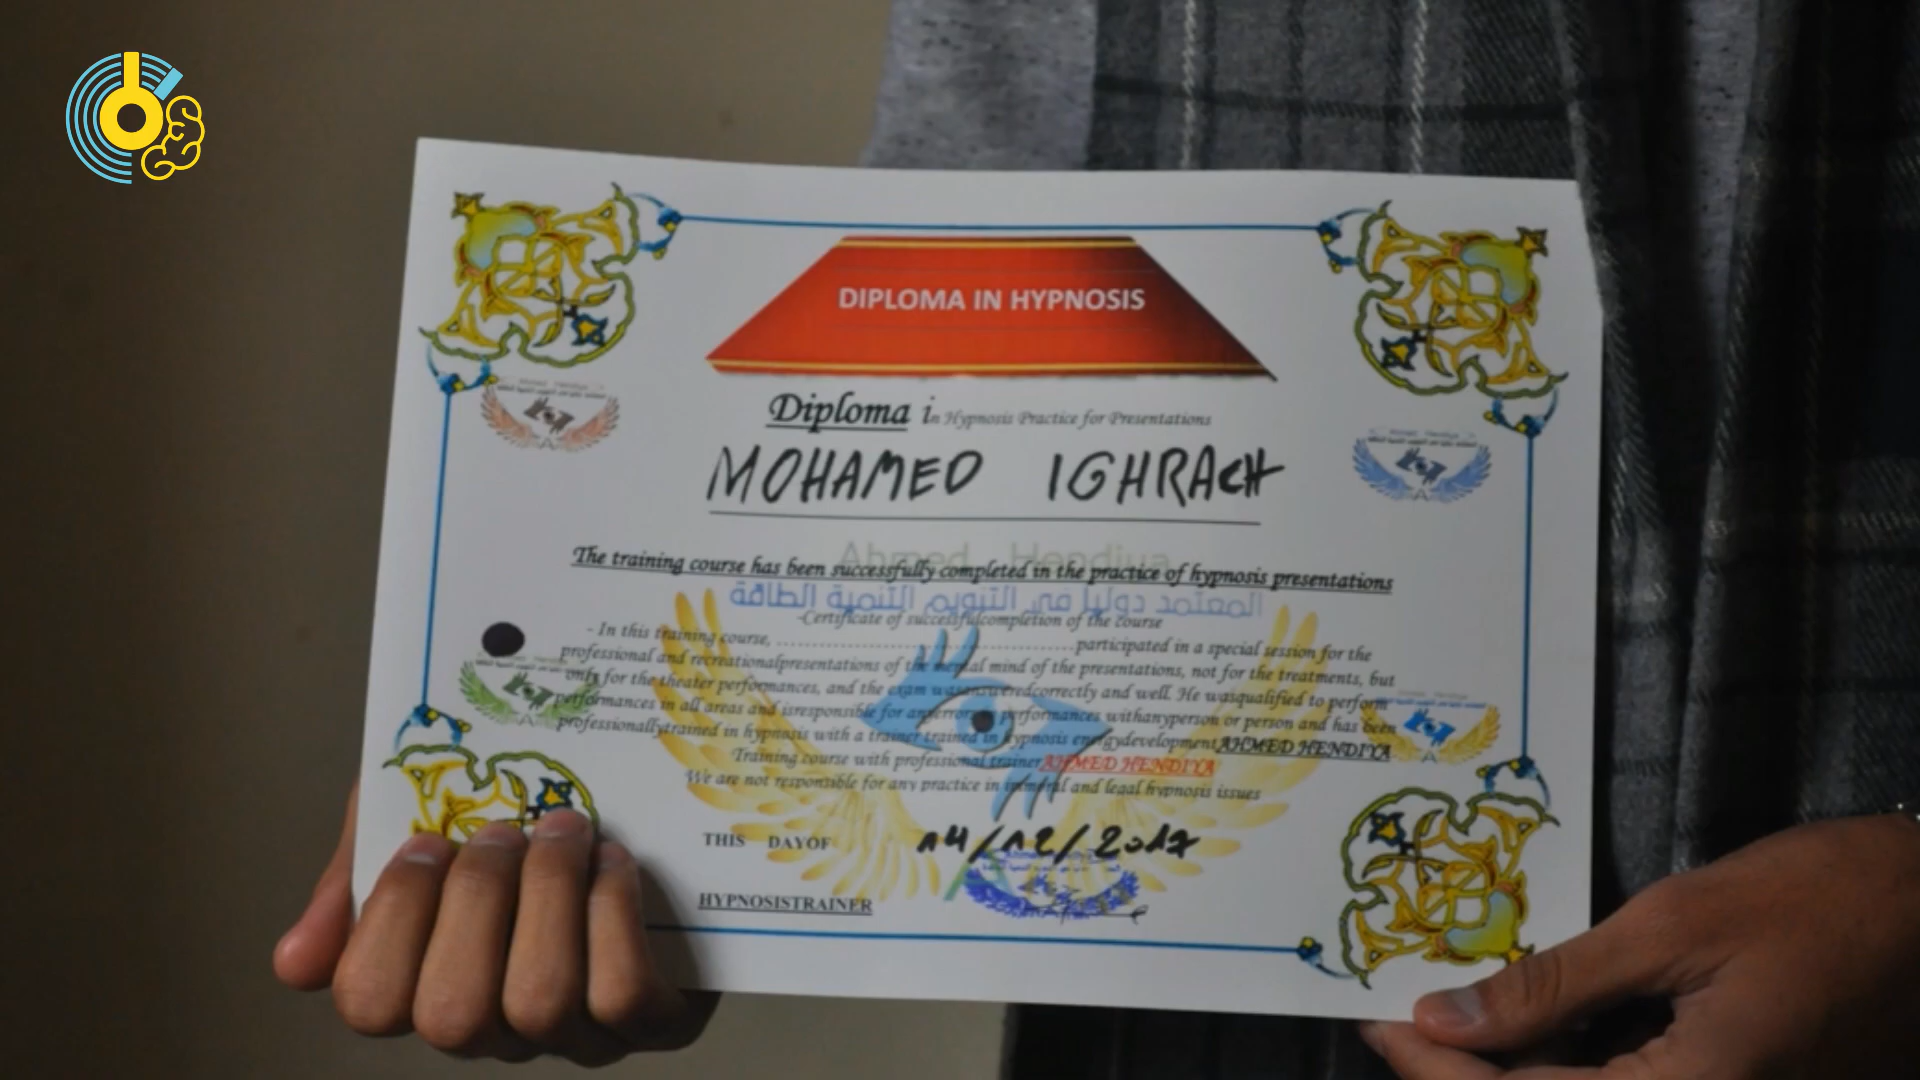 DIPLOMA IN HYPNOSIS
Diploma in Hypnosis Practice for Presentations
MOHAMED IGHRACH
Ahmed Hendiya
The training course has been successfully completed in the practice of hypnosis presentations
المعتمد دوليا في التنويم التنمية الطاقة
-Certificate of successfulcompletion of the course
- In this training course, ............................................................participated in a special session for the
professional and recreationalpresentations of the mental mind of the presentations, not for the treatments, but
only for the theater performances, and the exam wasansweredcorrectly and well. He wasqualified to perform
performances in all areas and isresponsible for anyerror in performances withanyperson or person and has been
professionallytrained in hypnosis with a trainer trained in hypnosis energydevelopment AHMED HENDIYA
Training course with professional trainer AHMED HENDIYA
We are not responsible for any practice in immoral and legal hypnosis issues
THIS DAYOF 14/12/2017
HYPNOSISTRAINER